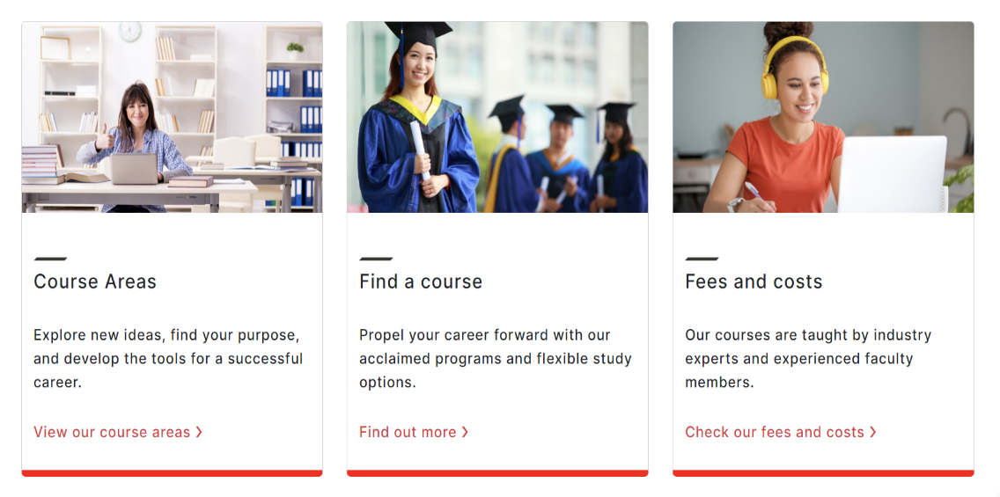 Course Areas
Explore new ideas, find your purpose,
and develop the tools for a successful
career.
View our course areas
Find a course
Propel your career forward with our
acclaimed programs and flexible study
options.
Find out more
Fees and costs
Our courses are taught by industry
experts and experienced faculty
members.
Check our fees and costs